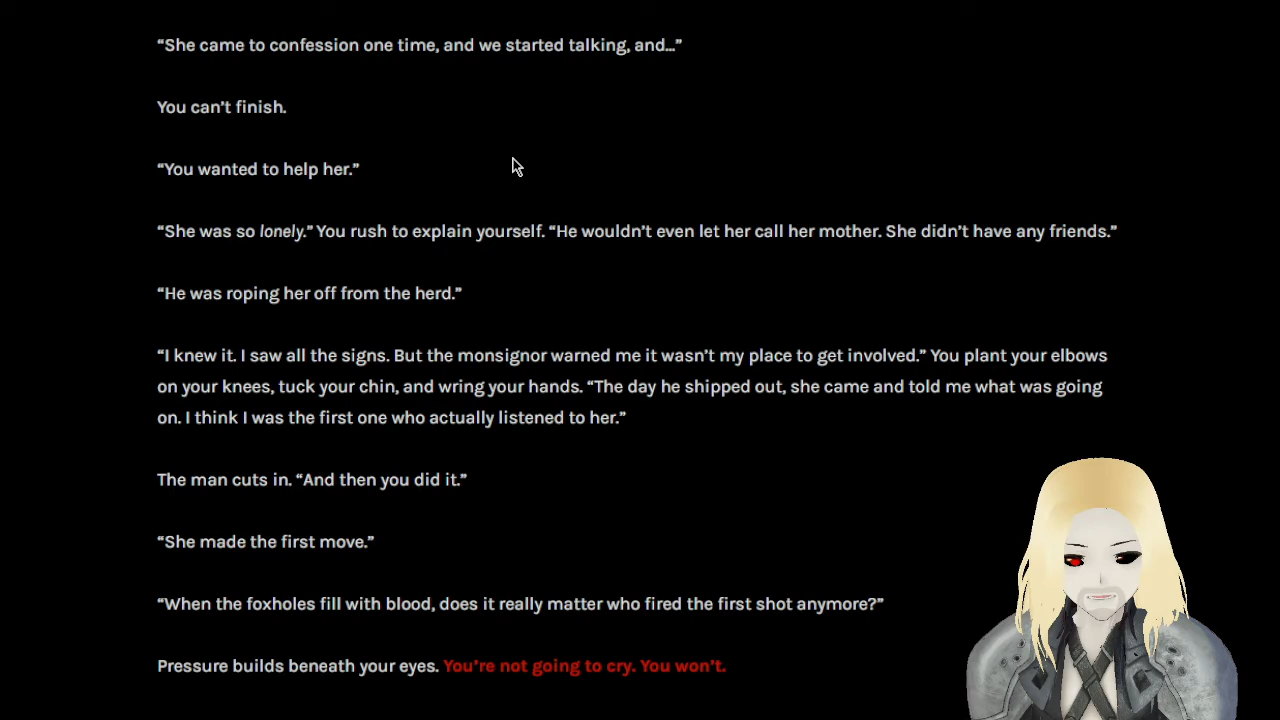 “She came to confession one time, and we started talking, and...”
You can’t finish.
“You wanted to help her.”
“She was so lonely.” You rush to explain yourself. “He wouldn’t even let her call her mother. She didn’t have any friends.”
“He was roping her off from the herd.”
“I knew it. I saw all the signs. But the monsignor warned me it wasn’t my place to get involved.” You plant your elbows
on your knees, tuck your chin, and wring your hands. “The day he shipped out, she came and told me what was going
on. I think I was the first one who actually listened to her.”
The man cuts in. “And then you did it.”
“She made the first move.”
“When the foxholes fill with blood, does it really matter who fired the first shot anymore?”
Pressure builds beneath your eyes. You’re not going to cry. You won’t.